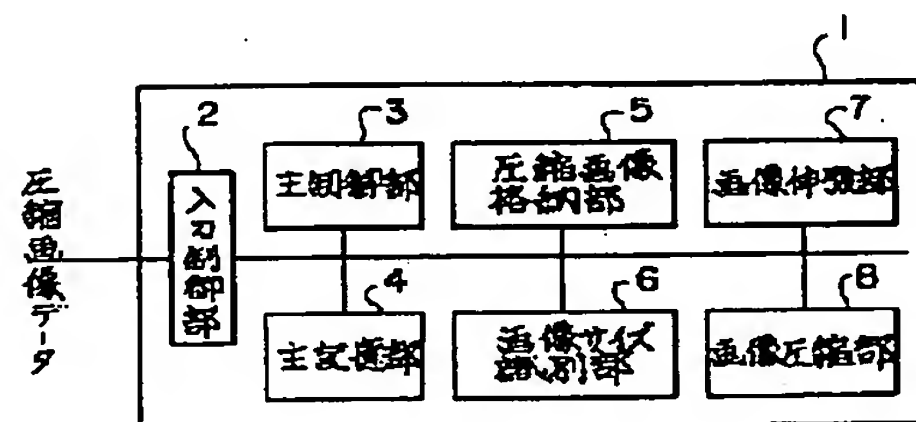 1
2
3
5
7
圧縮画像データ
入力制御部
主制御部
圧縮画像
格納部
画像伸張部
4
6
8
主記憶部
画像サイズ
識別部
画像圧縮部